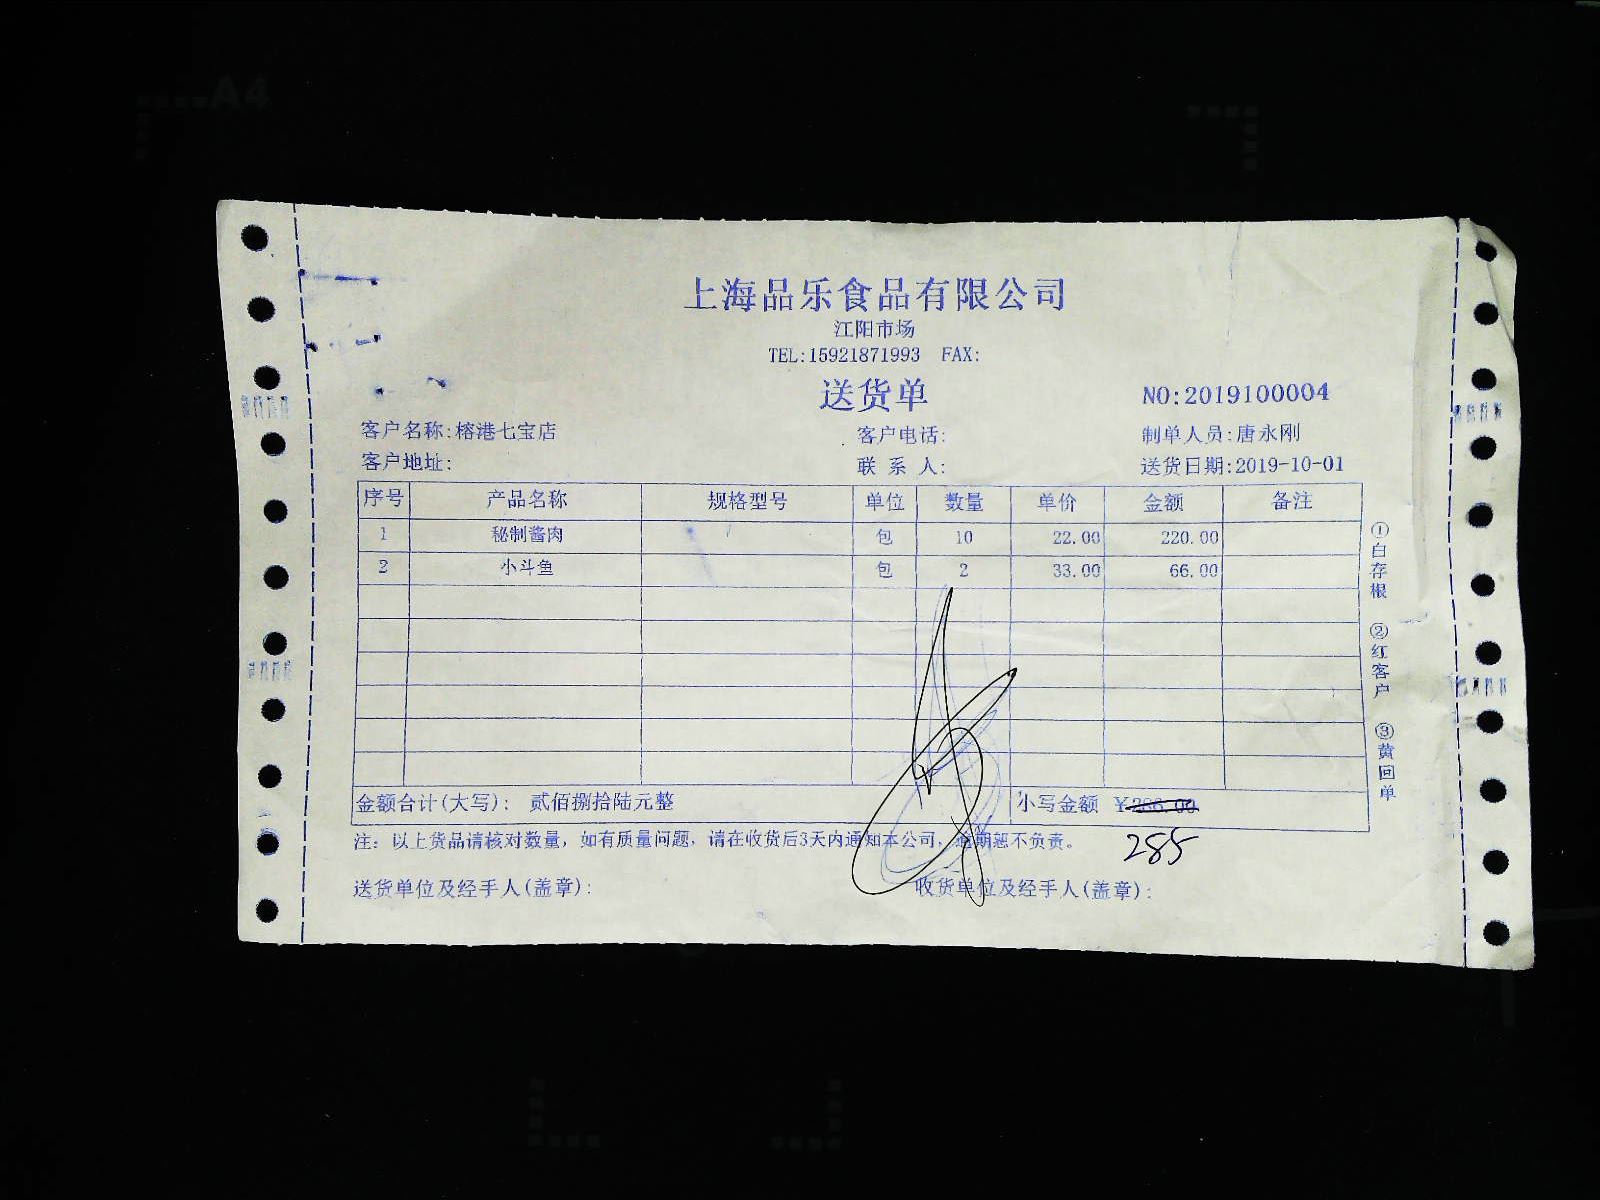 A4
上海品乐食品有限公司
江阳市场
TEL:15921871993 FAX:
送货单
NO:2019100004
客户名称:榕港七宝店 客户电话: 制单人员:唐永刚
客户地址: 联系人: 送货日期:2019-10-01
序号 产品名称 规格型号 单位 数量 单价 金额 备注
1 秘制酱肉 包 10 22.00 220.00
2 小斗鱼 包 2 33.00 66.00
金额合计(大写): 贰佰捌拾陆元整 小写金额 ¥286.00
285
注: 以上货品请核对数量, 如有质量问题, 请在收货后3天内通知本公司, 逾期恕不负责。
送货单位及经手人(盖章): 收货单位及经手人(盖章):
①白存根 ②红客户 ③黄回单